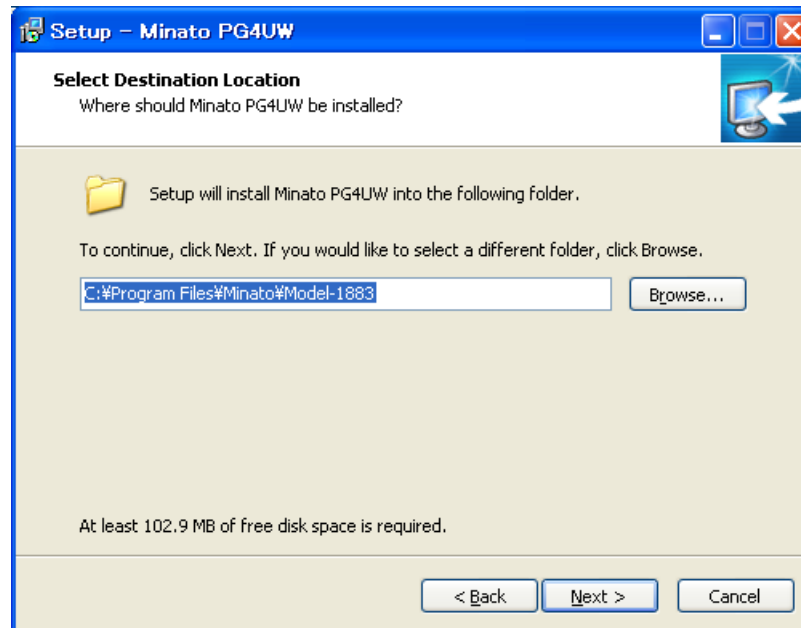 Setup - Minato PG4UW
Select Destination Location
Where should Minato PG4UW be installed?
Setup will install Minato PG4UW into the following folder.
To continue, click Next. If you would like to select a different folder, click Browse.
C:¥Program Files¥Minato¥Model-1883
Browse...
At least 102.9 MB of free disk space is required.
< Back Next > Cancel